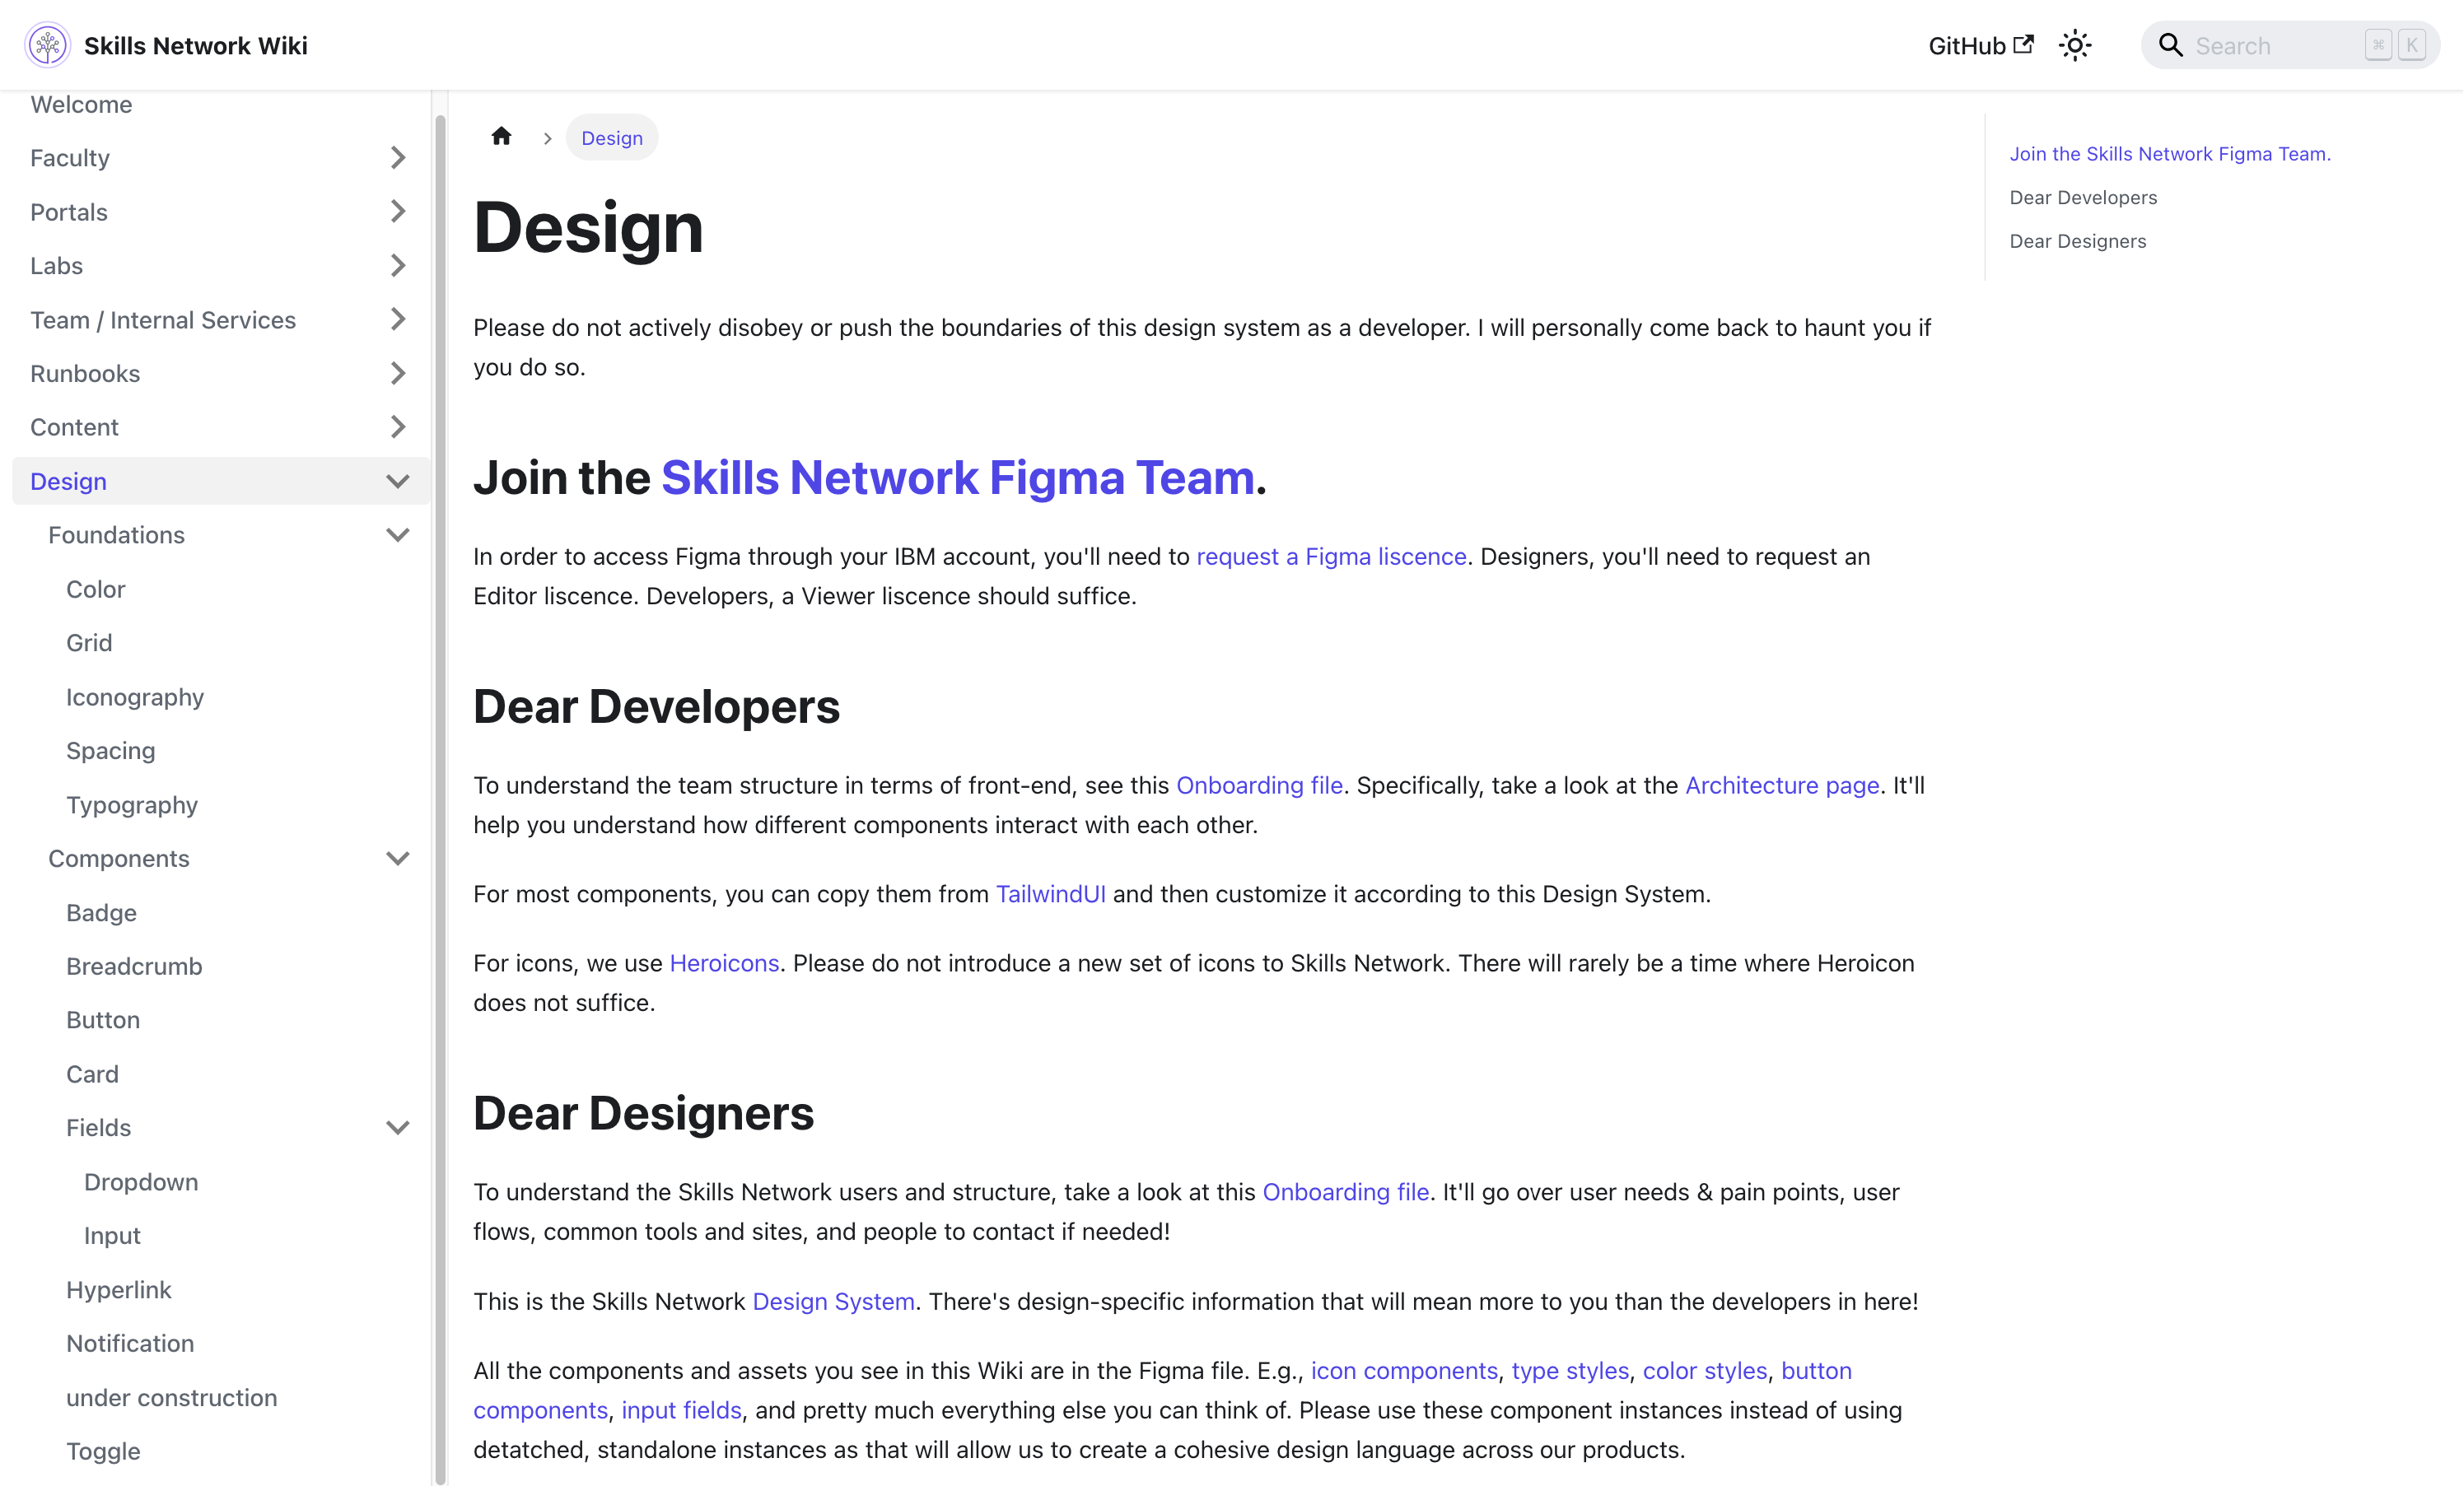 Skills Network Wiki
GitHub
Search
⌘ K
Welcome
Faculty
Portals
Labs
Team / Internal Services
Runbooks
Content
Design
Foundations
Color
Grid
Iconography
Spacing
Typography
Components
Badge
Breadcrumb
Button
Card
Fields
Dropdown
Input
Hyperlink
Notification
under construction
Toggle
Design
Design
Please do not actively disobey or push the boundaries of this design system as a developer. I will personally come back to haunt you if
you do so.
Join the Skills Network Figma Team.
In order to access Figma through your IBM account, you'll need to request a Figma liscence. Designers, you'll need to request an
Editor liscence. Developers, a Viewer liscence should suffice.
Dear Developers
To understand the team structure in terms of front-end, see this Onboarding file. Specifically, take a look at the Architecture page. It'll
help you understand how different components interact with each other.
For most components, you can copy them from TailwindUI and then customize it according to this Design System.
For icons, we use Heroicons. Please do not introduce a new set of icons to Skills Network. There will rarely be a time where Heroicon
does not suffice.
Dear Designers
To understand the Skills Network users and structure, take a look at this Onboarding file. It'll go over user needs & pain points, user
flows, common tools and sites, and people to contact if needed!
This is the Skills Network Design System. There's design-specific information that will mean more to you than the developers in here!
All the components and assets you see in this Wiki are in the Figma file. E.g., icon components, type styles, color styles, button
components, input fields, and pretty much everything else you can think of. Please use these component instances instead of using
detatched, standalone instances as that will allow us to create a cohesive design language across our products.
Join the Skills Network Figma Team.
Dear Developers
Dear Designers